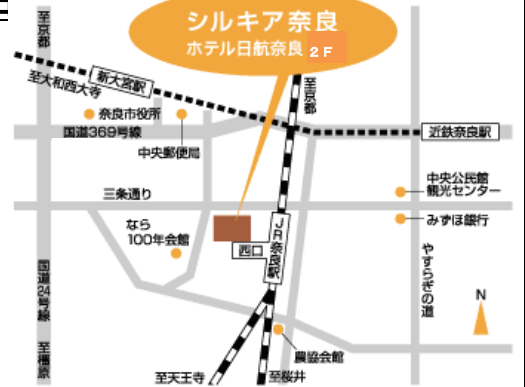 シルキア奈良
ホテル日航奈良 2F
至京都
至京都
新大宮駅
至大和西大寺
奈良市役所
国道369号線
中央郵便局
近鉄奈良駅
中央公民館
観光センター
三条通り
みずほ銀行
なら
100年会館
西口
JR奈良駅
やすらぎの道
国道24号線
N
至橿原
農協会館
至天王寺
至桜井